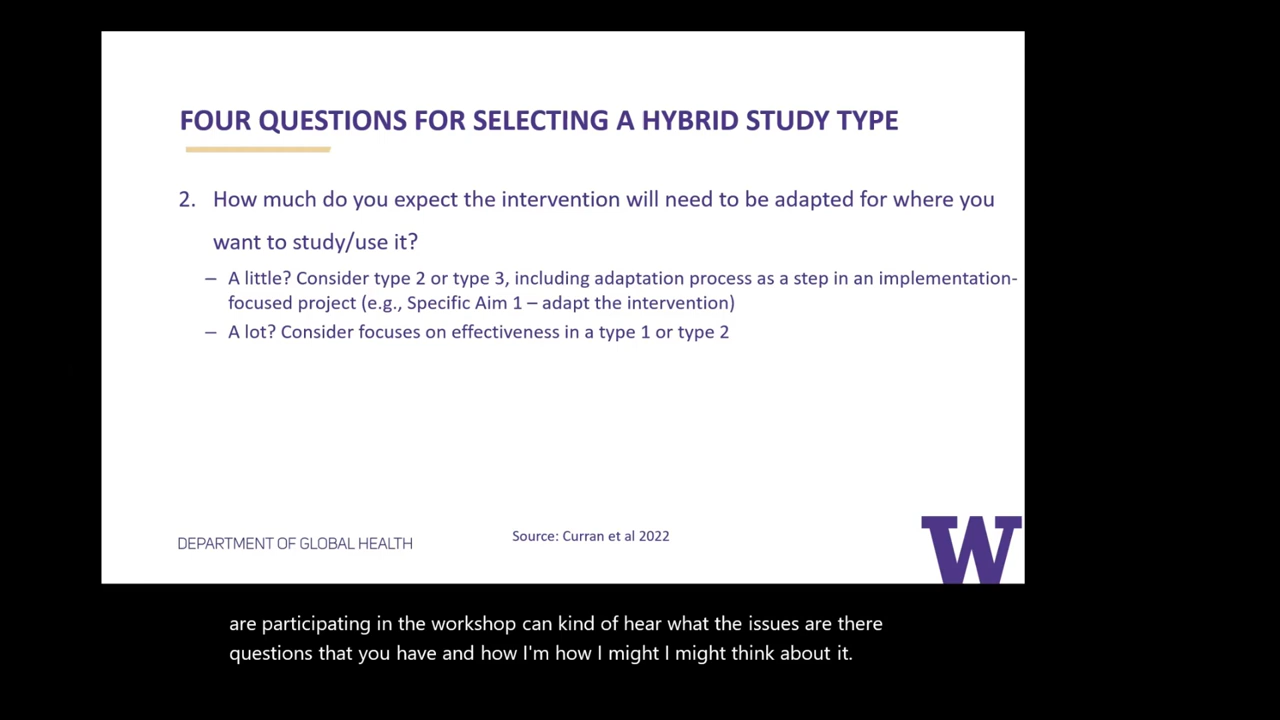 FOUR QUESTIONS FOR SELECTING A HYBRID STUDY TYPE
2. How much do you expect the intervention will need to be adapted for where you
want to study/use it?
– A little? Consider type 2 or type 3, including adaptation process as a step in an implementation-
focused project (e.g., Specific Aim 1 – adapt the intervention)
– A lot? Consider focuses on effectiveness in a type 1 or type 2
Source: Curran et al 2022
DEPARTMENT OF GLOBAL HEALTH
W
are participating in the workshop can kind of hear what the issues are there
questions that you have and how I'm how I might I might think about it.